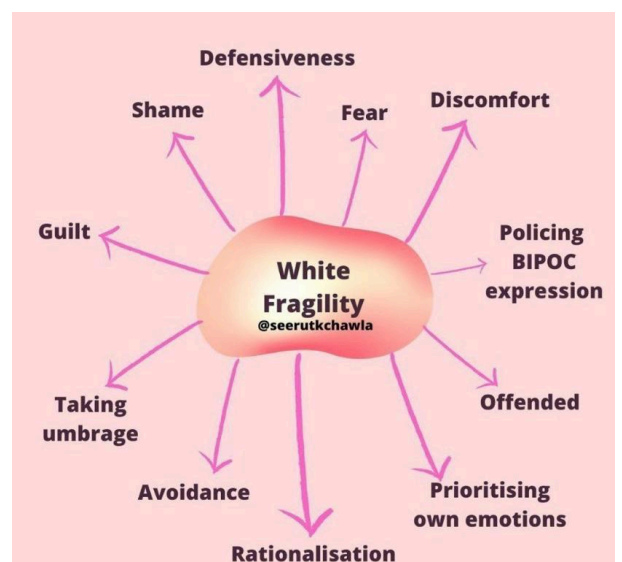 Defensiveness
Shame
Fear
Discomfort
Guilt
Policing
BIPOC
expression
White
Fragility
@seerutkchawla
Taking
umbrage
Offended
Avoidance
Prioritising
own emotions
Rationalisation